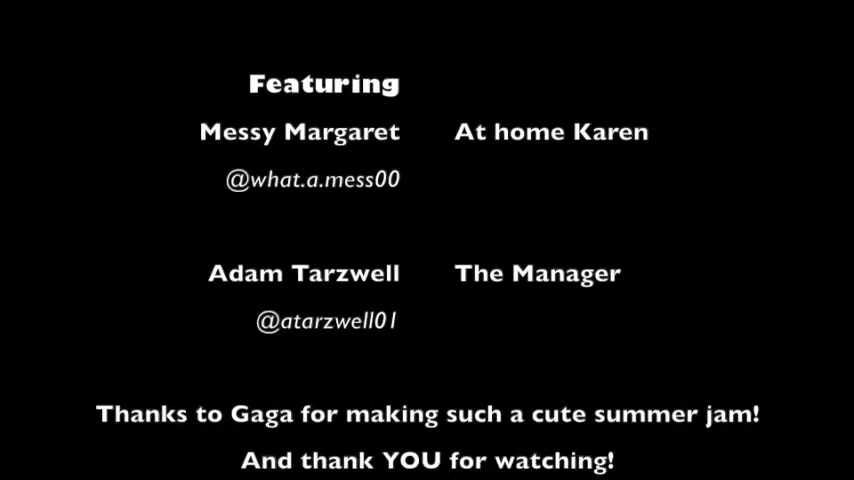 Featuring
Messy Margaret At home Karen
@what.a.mess00
Adam Tarzwell The Manager
@atarzwell01
Thanks to Gaga for making such a cute summer jam!
And thank YOU for watching!